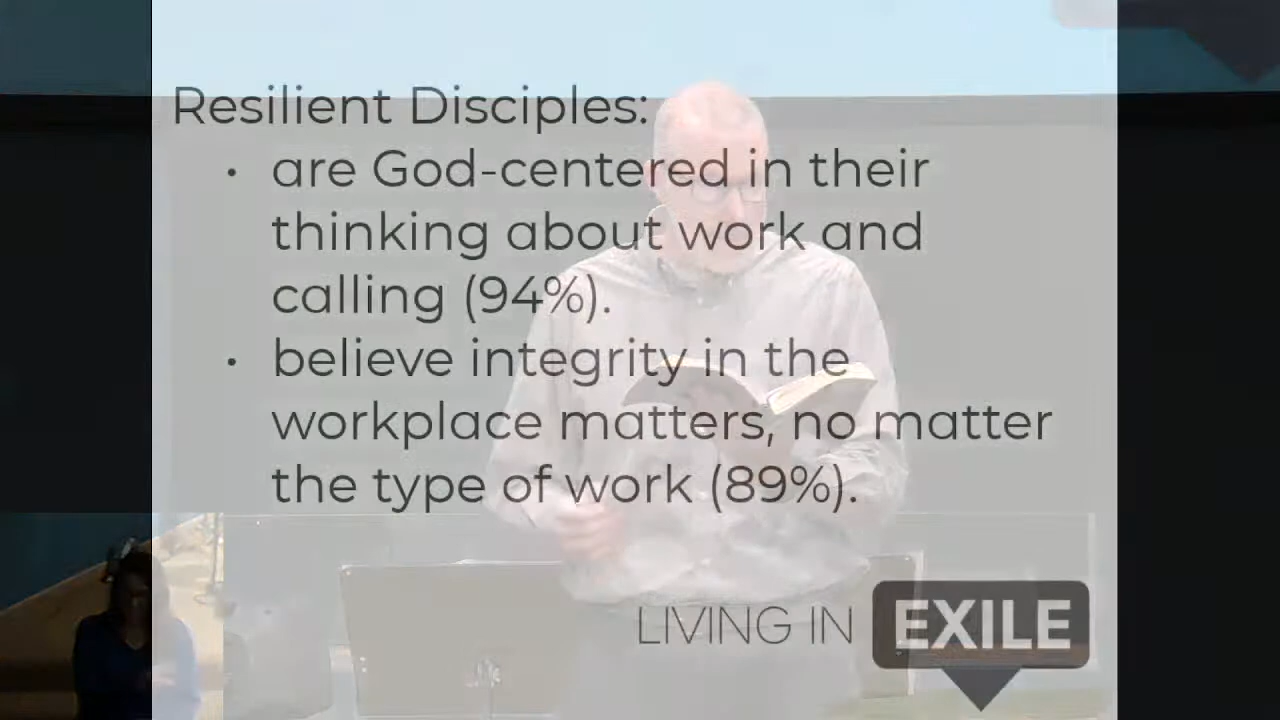 Resilient Disciples:
• are God-centered in their
thinking about work and
calling (94%).
• believe integrity in the
workplace matters, no matter
the type of work (89%).
LIVING IN EXILE